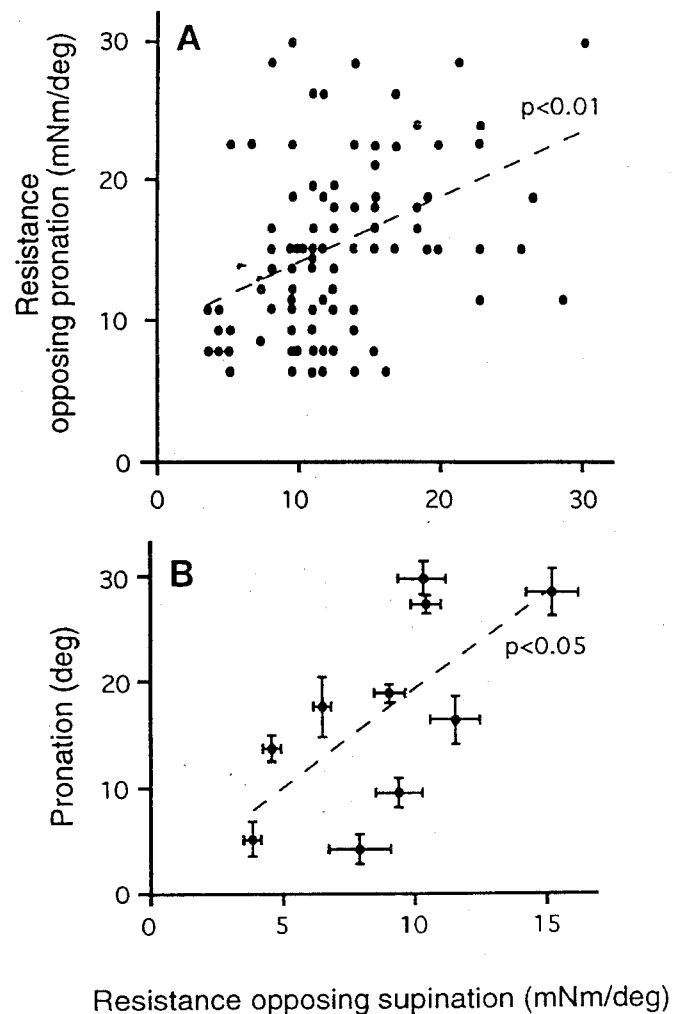 A
Resistance
opposing pronation (mNm/deg)
30
20
10
0
p<0.01
0
10
20
30
B
Pronation (deg)
30
20
10
0
p<0.05
0
5
10
15
Resistance opposing supination (mNm/deg)